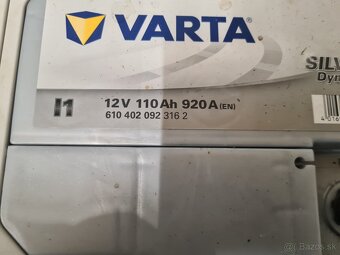 VARTA
SILV
Dyn
I1 12V 110Ah 920A (EN)
610 402 092 316 2
Bazos.sk